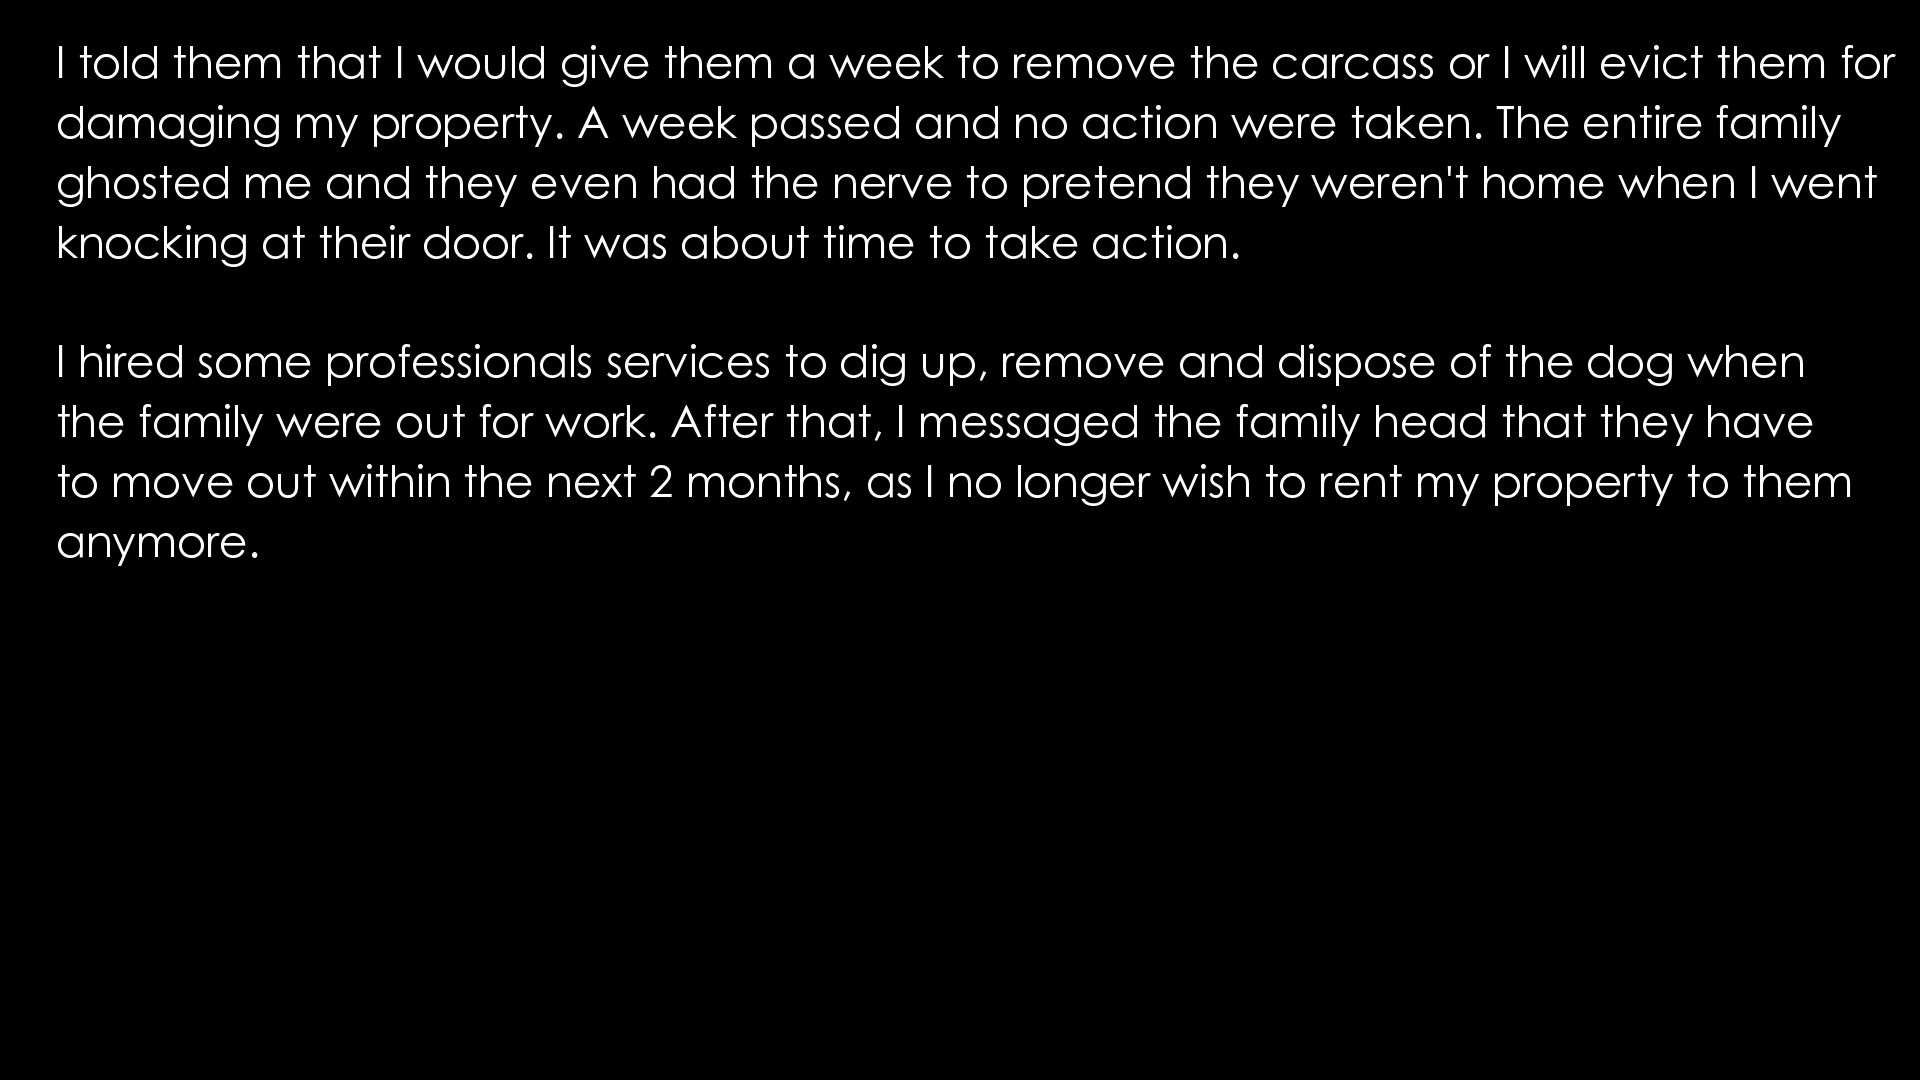 I told them that I would give them a week to remove the carcass or I will evict them for
damaging my property. A week passed and no action were taken. The entire family
ghosted me and they even had the nerve to pretend they weren't home when I went
knocking at their door. It was about time to take action.
I hired some professionals services to dig up, remove and dispose of the dog when
the family were out for work. After that, I messaged the family head that they have
to move out within the next 2 months, as I no longer wish to rent my property to them
anymore.